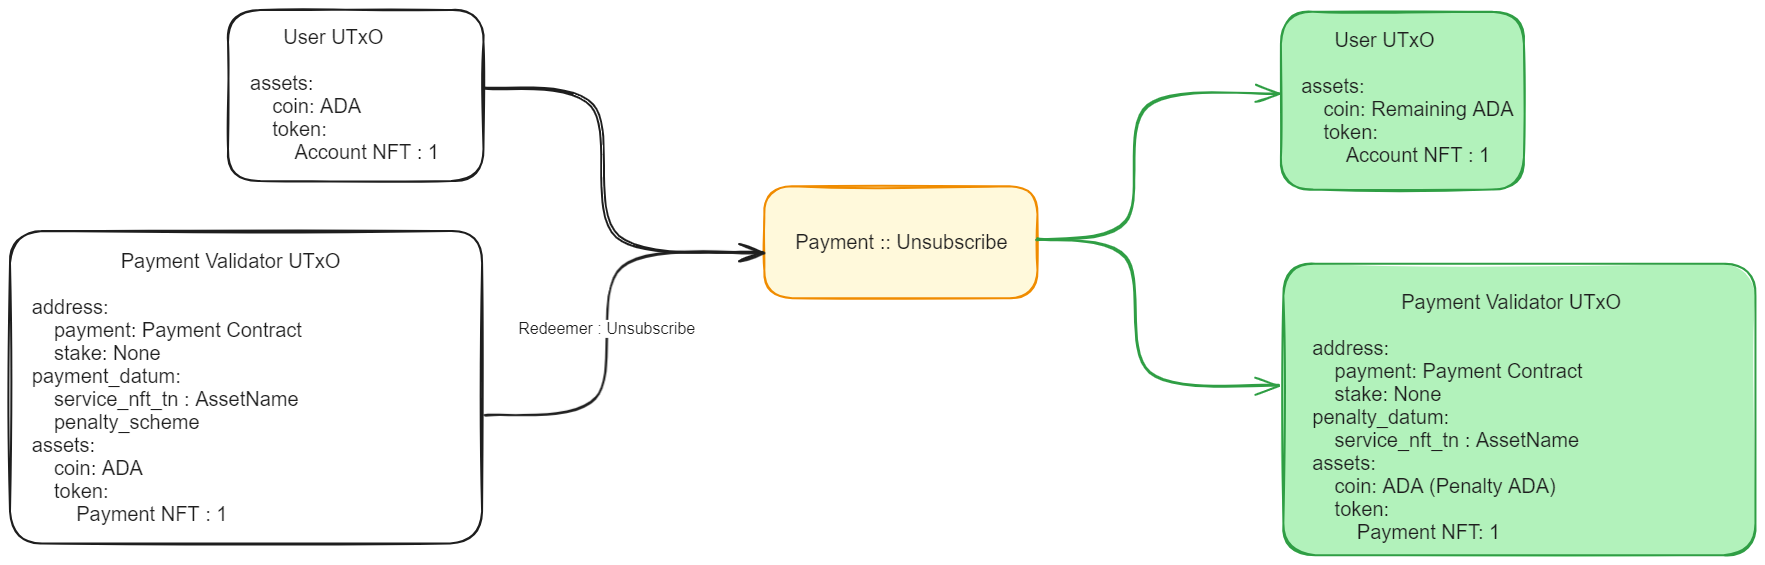 User UTxO
assets:
coin: ADA
token:
Account NFT : 1
Payment Validator UTxO
address:
payment: Payment Contract
stake: None
payment_datum:
service_nft_tn : AssetName
penalty_scheme
assets:
coin: ADA
token:
Payment NFT : 1
Redeemer : Unsubscribe
Payment :: Unsubscribe
User UTxO
assets:
coin: Remaining ADA
token:
Account NFT : 1
Payment Validator UTxO
address:
payment: Payment Contract
stake: None
penalty_datum:
service_nft_tn : AssetName
assets:
coin: ADA (Penalty ADA)
token:
Payment NFT: 1